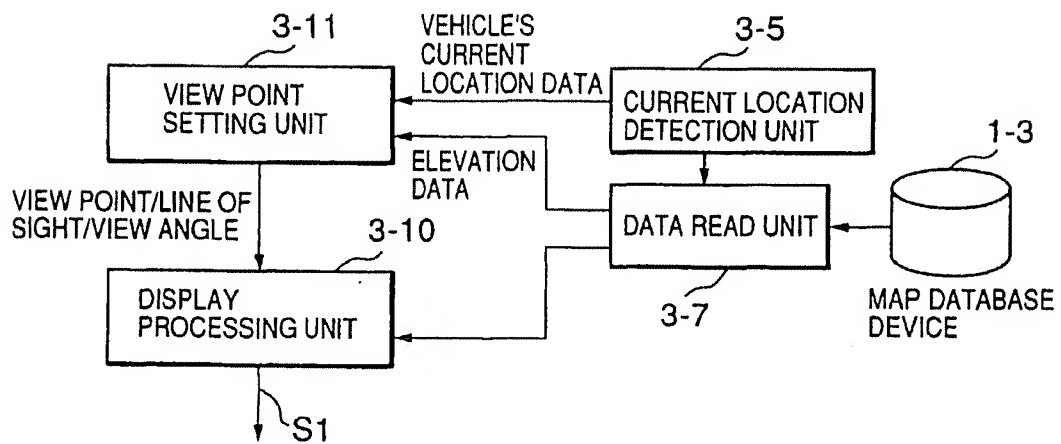 3-11
VEHICLE'S
CURRENT
LOCATION DATA
3-5
VIEW POINT
SETTING UNIT
CURRENT LOCATION
DETECTION UNIT
1-3
ELEVATION
DATA
VIEW POINT/LINE OF
SIGHT/VIEW ANGLE
3-10
DATA READ UNIT
3-7
MAP DATABASE
DEVICE
DISPLAY
PROCESSING UNIT
S1